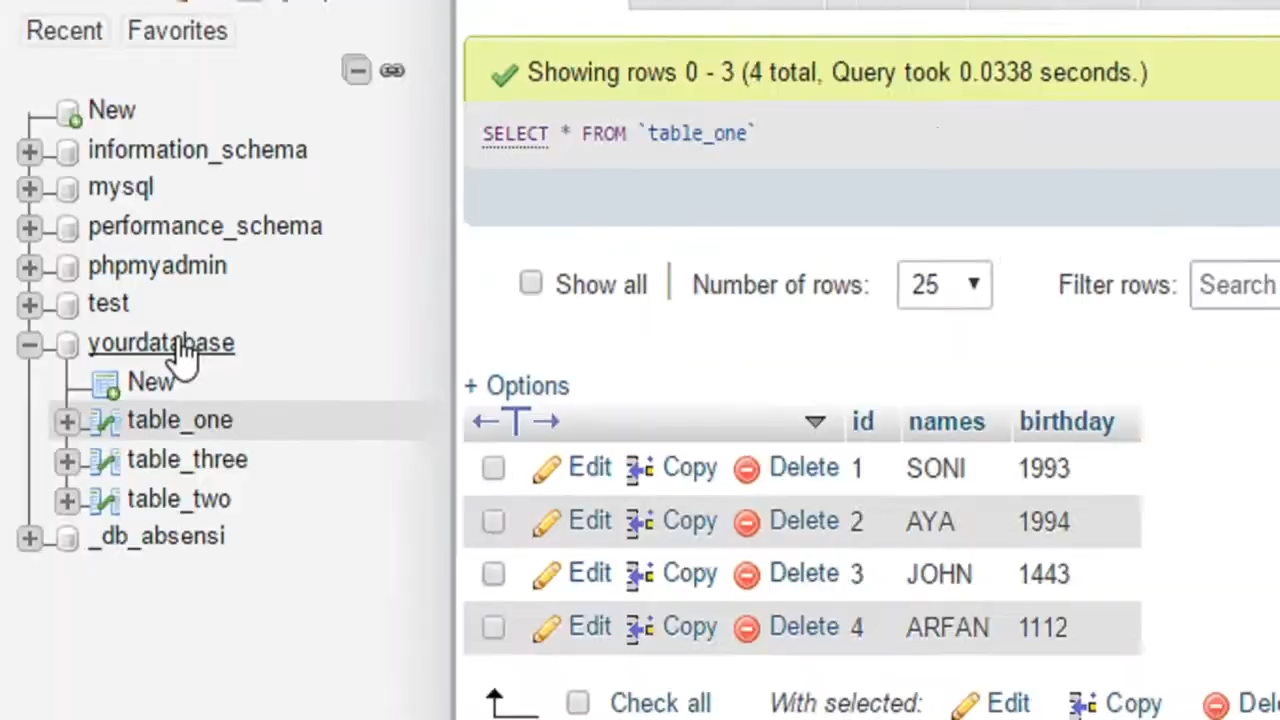 Recent Favorites
New
information_schema
mysql
performance_schema
phpmyadmin
test
yourdatabase
New
table_one
table_three
table_two
_db_absensi
Showing rows 0 - 3 (4 total, Query took 0.0338 seconds.)
SELECT * FROM `table_one`
Show all Number of rows: 25 Filter rows: Search
+ Options
id names birthday
Edit Copy Delete 1 SONI 1993
Edit Copy Delete 2 AYA 1994
Edit Copy Delete 3 JOHN 1443
Edit Copy Delete 4 ARFAN 1112
Check all With selected: Edit Copy